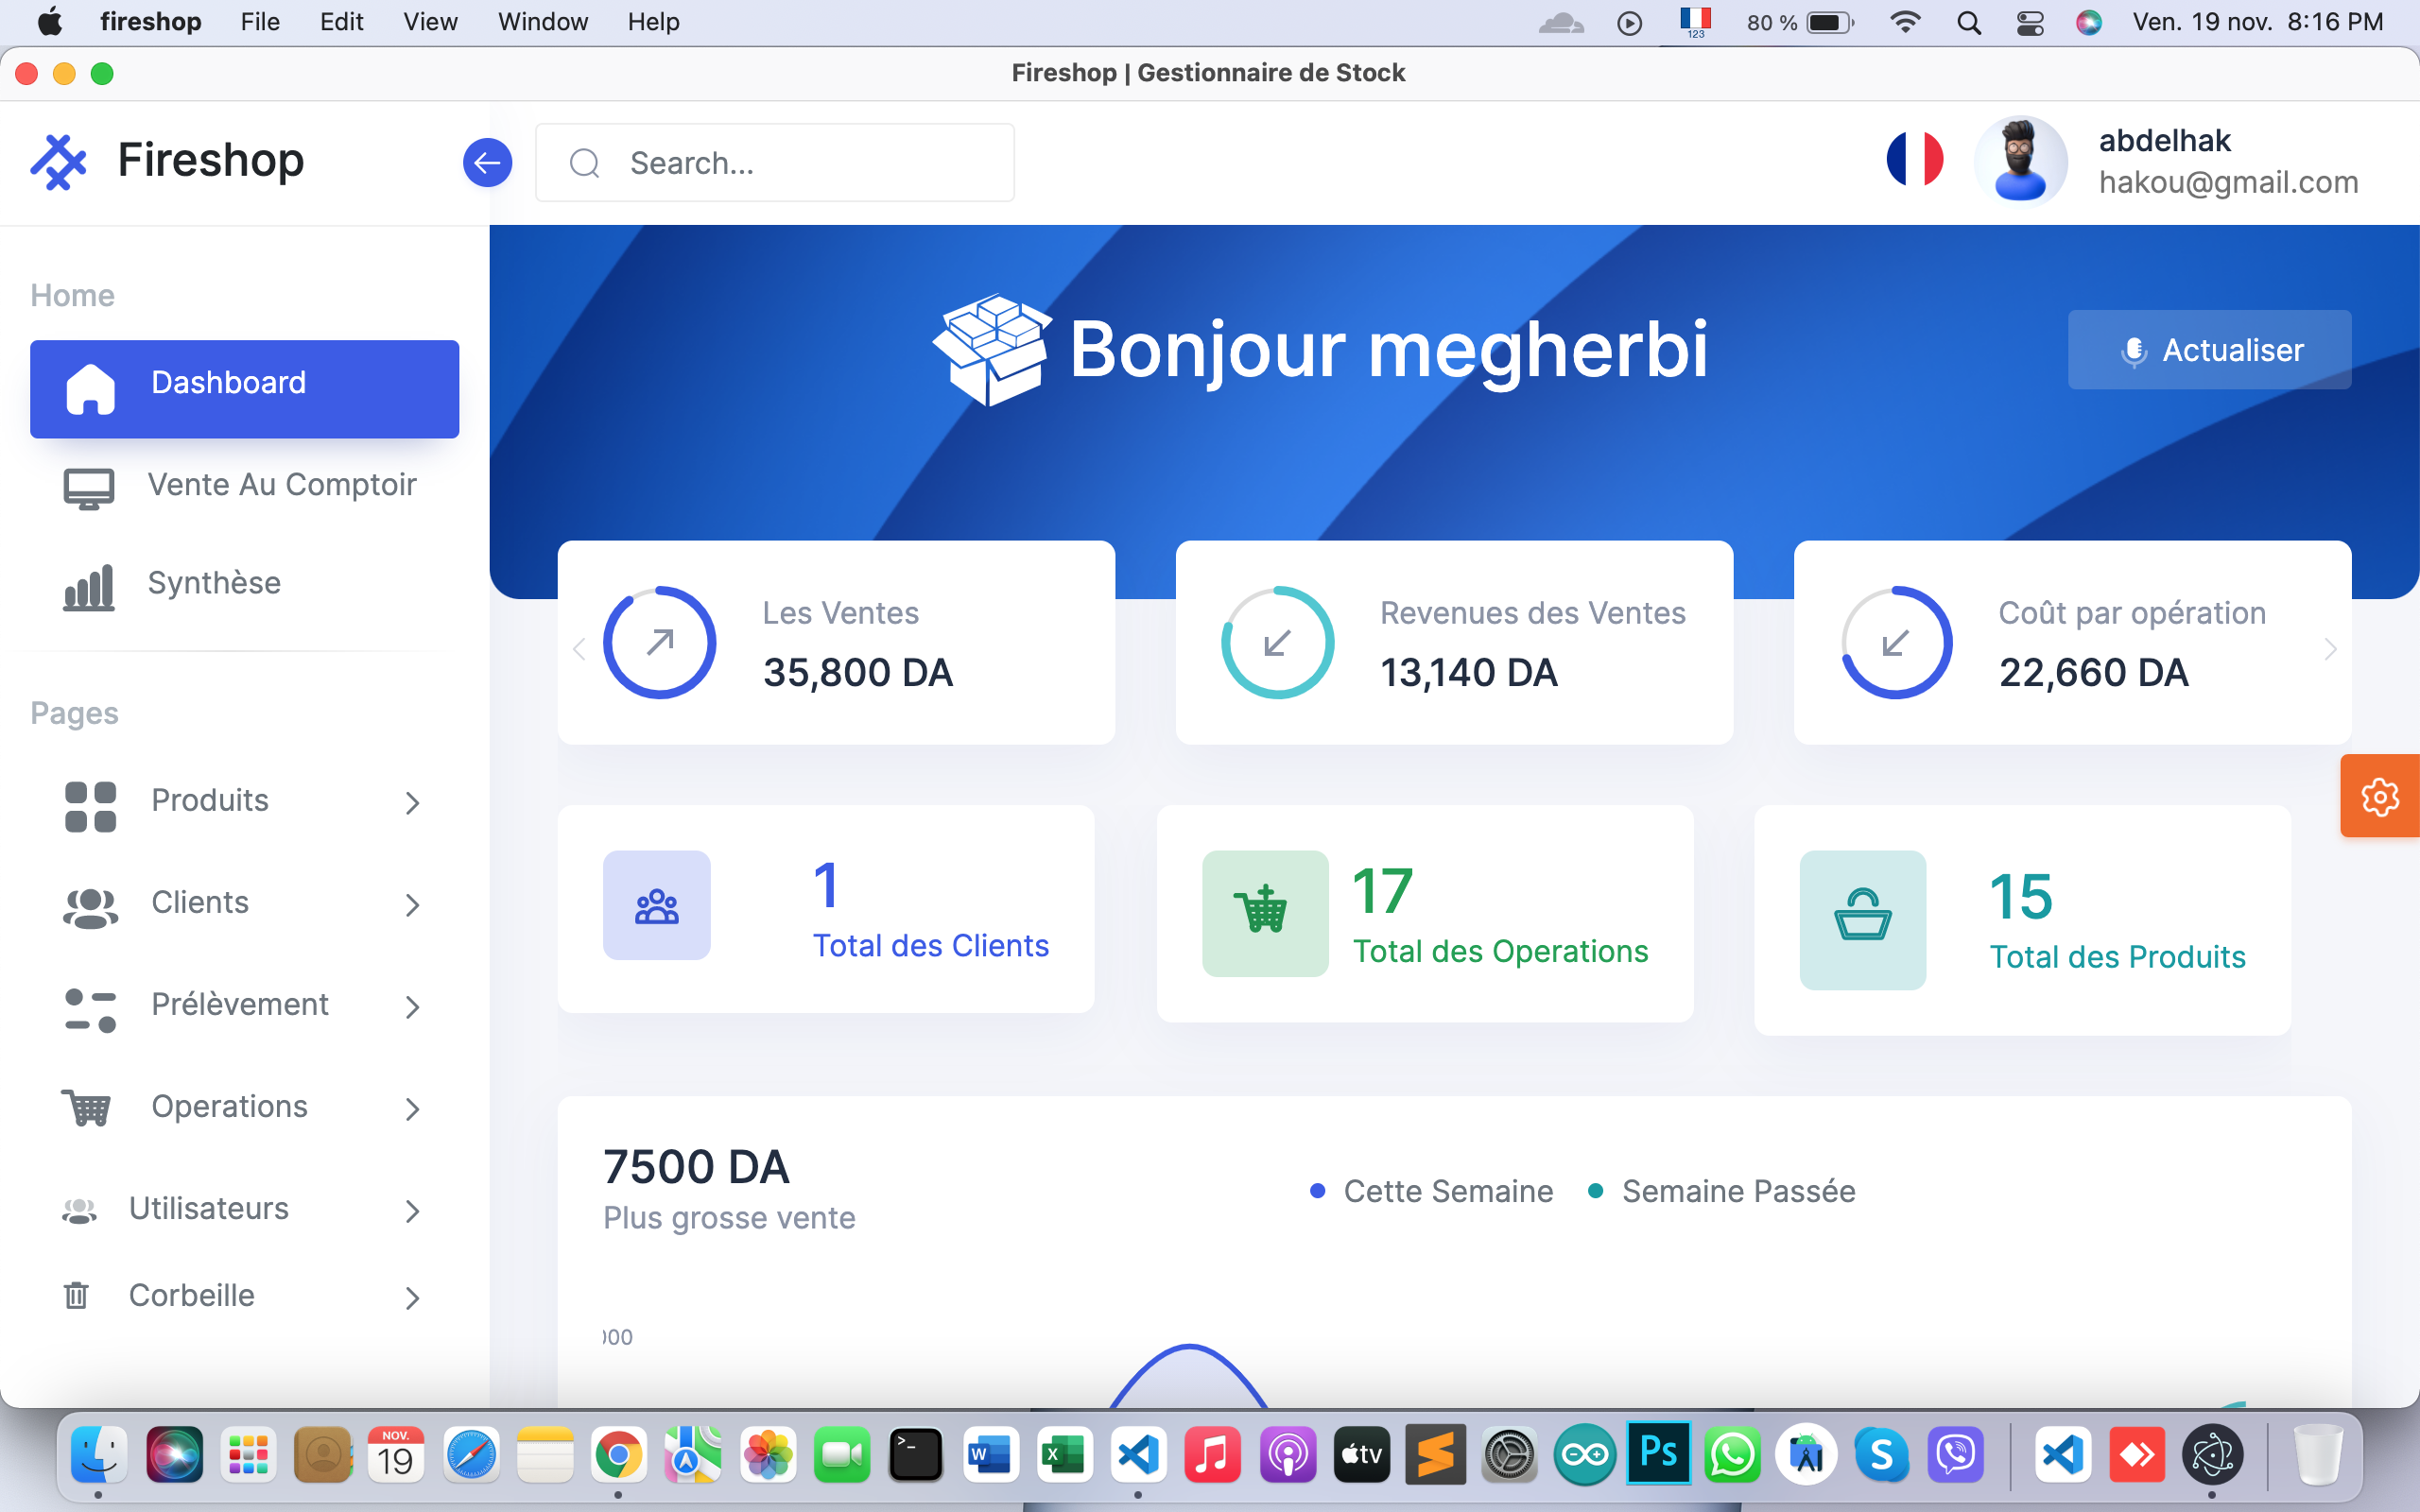 fireshop File Edit View Window Help
123
80 %
Ven. 19 nov. 8:16 PM
Fireshop | Gestionnaire de Stock
Fireshop
Search...
abdelhak
hakou@gmail.com
Home
Dashboard
Vente Au Comptoir
Synthèse
Pages
Produits
Clients
Prélèvement
Operations
Utilisateurs
Corbeille
Bonjour megherbi
Actualiser
Les Ventes
35,800 DA
Revenues des Ventes
13,140 DA
Coût par opération
22,660 DA
1
Total des Clients
17
Total des Operations
15
Total des Produits
7500 DA
Plus grosse vente
Cette Semaine
Semaine Passée
NOV.
19
>_
W
X
tv
Ps
S